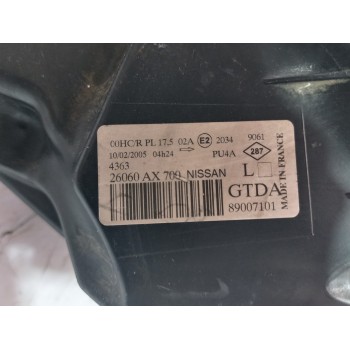 00HC/R PL 17.5 02A → E2 2034 9061
10/02/2005 04h24 PU4A 287
4363
26060 AX 700 NISSAN L
GTDA
89007101
MADE IN FRANCE